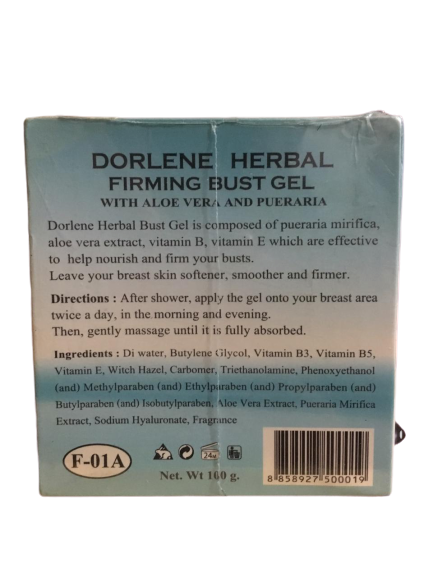 DORLENE HERBAL
FIRMING BUST GEL
WITH ALOE VERA AND PUERARIA
Dorlene Herbal Bust Gel is composed of pueraria mirifica,
aloe vera extract, vitamin B, vitamin E which are effective
to help nourish and firm your busts.
Leave your breast skin softener, smoother and firmer.
Directions : After shower, apply the gel onto your breast area
twice a day, in the morning and evening.
Then, gently massage until it is fully absorbed.
Ingredients : Di water, Butylene Glycol, Vitamin B3, Vitamin B5,
Vitamin E, Witch Hazel, Carbomer, Triethanolamine, Phenoxyethanol
(and) Methylparaben (and) Ethylparaben (and) Propylparaben (and)
Butylparaben (and) Isobutylparaben, Aloe Vera Extract, Pueraria Mirifica
Extract, Sodium Hyaluronate, Fragrance
F-01A
24M
Net. Wt 160 g.
8 858927 500019